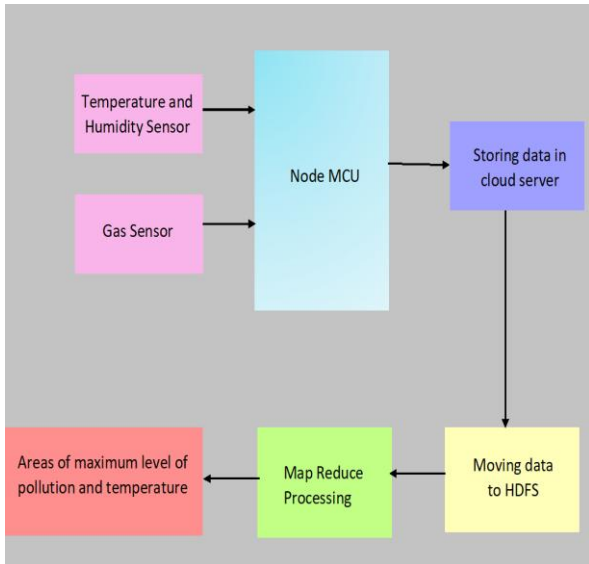 Temperature and
Humidity Sensor
Node MCU
Storing data in
cloud server
Gas Sensor
Areas of maximum level of
pollution and temperature
Map Reduce
Processing
Moving data
to HDFS